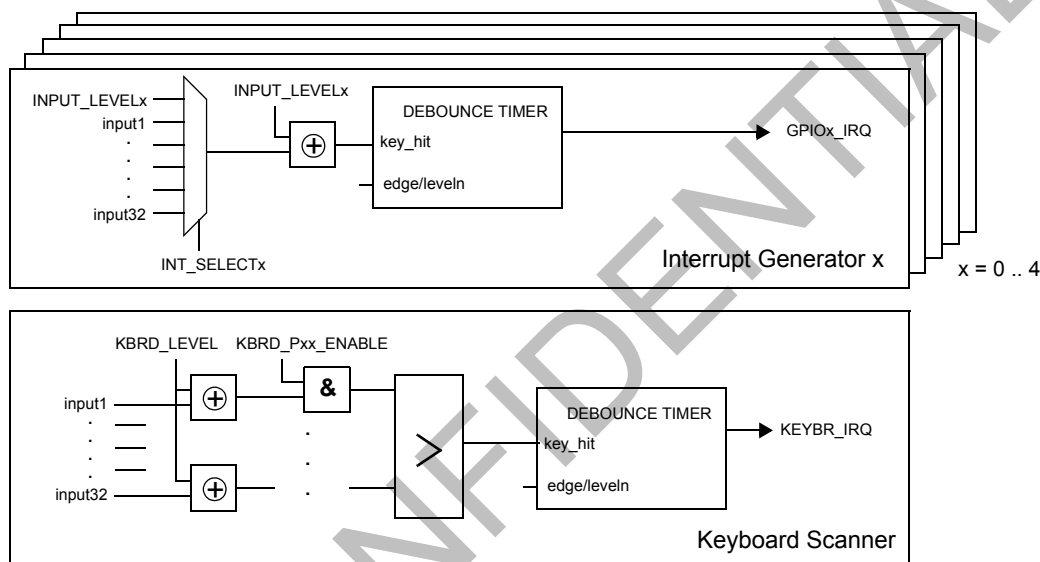 INPUT_LEVELx
input1
.
.
.
.
input32
INPUT_LEVELx
INT_SELECTx
DEBOUNCE TIMER
key_hit
edge/leveln
GPIOx_IRQ
Interrupt Generator x
x = 0 .. 4
KBRD_LEVEL KBRD_Pxx_ENABLE
&
>
input1
.
.
.
.
input32
.
.
.
DEBOUNCE TIMER
key_hit
edge/leveln
KEYBR_IRQ
Keyboard Scanner
NFIDENTIAL